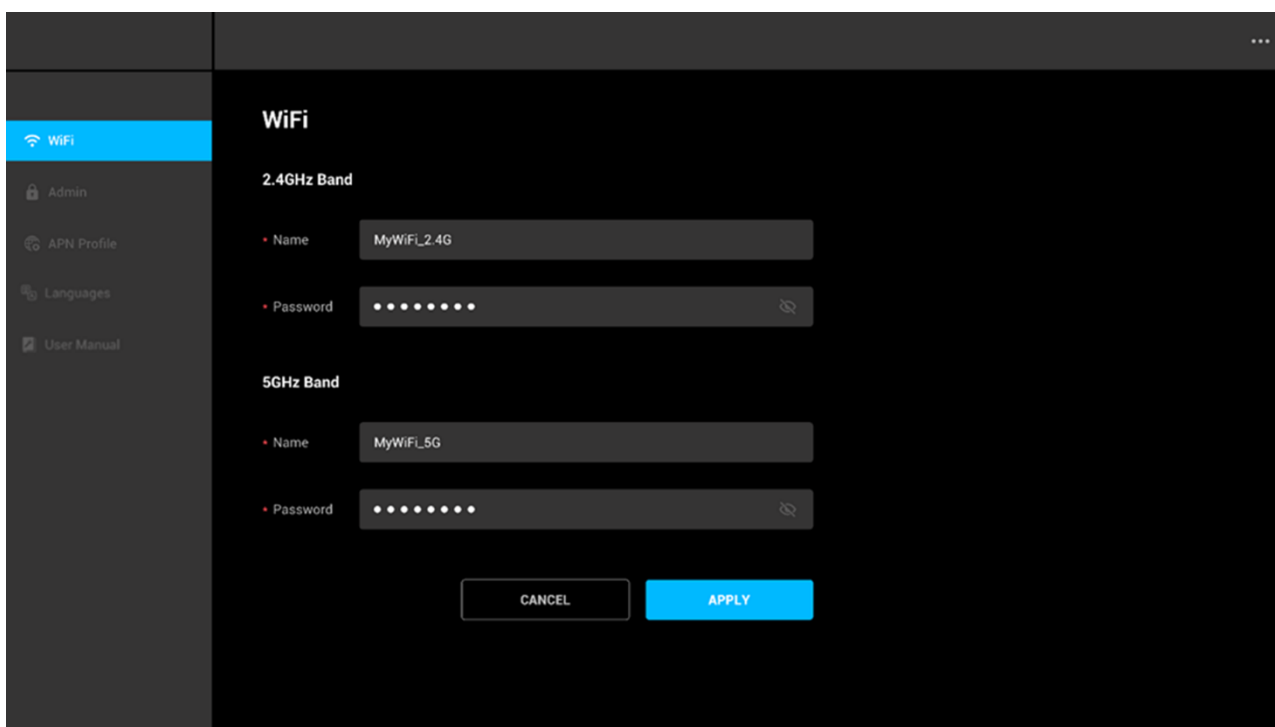 WiFi
Admin
APN Profile
Languages
User Manual
WiFi
2.4GHz Band
• Name MyWiFi_2.4G
• Password ••••••••
5GHz Band
• Name MyWiFi_5G
• Password ••••••••
CANCEL APPLY